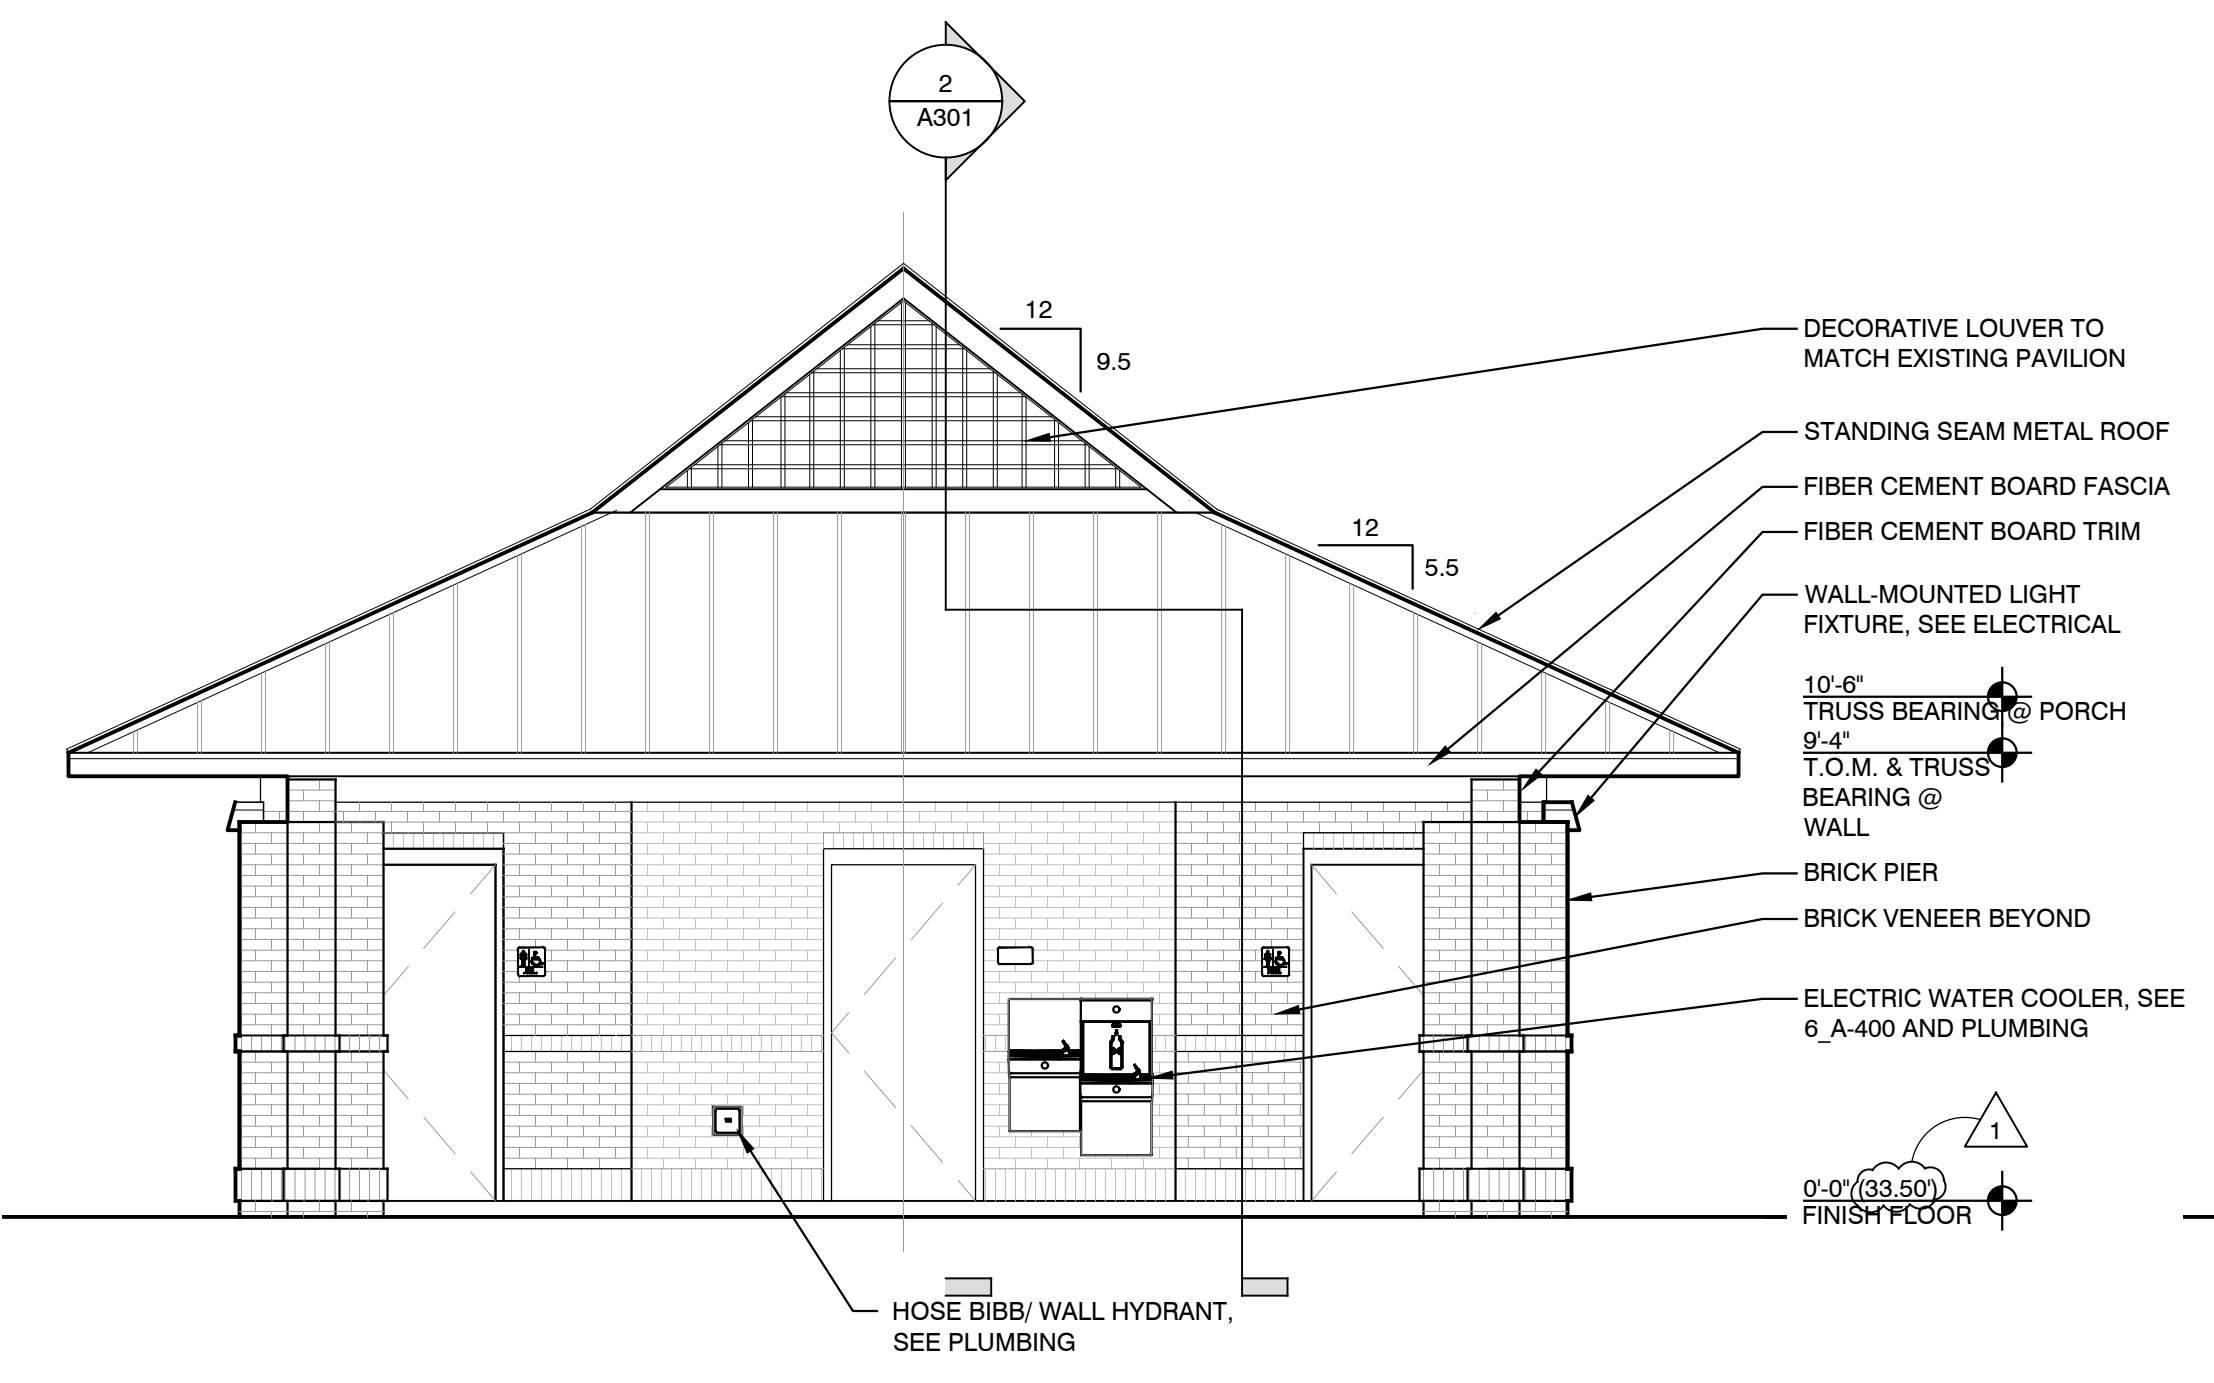 2
A301
12
9.5
DECORATIVE LOUVER TO
MATCH EXISTING PAVILION
STANDING SEAM METAL ROOF
FIBER CEMENT BOARD FASCIA
12
5.5
FIBER CEMENT BOARD TRIM
WALL-MOUNTED LIGHT
FIXTURE, SEE ELECTRICAL
10'-6"
TRUSS BEARING @ PORCH
9'-4"
T.O.M. & TRUSS
BEARING @
WALL
BRICK PIER
BRICK VENEER BEYOND
ELECTRIC WATER COOLER, SEE
6_A-400 AND PLUMBING
1
0'-0" (33.50')
FINISH FLOOR
HOSE BIBB/ WALL HYDRANT,
SEE PLUMBING